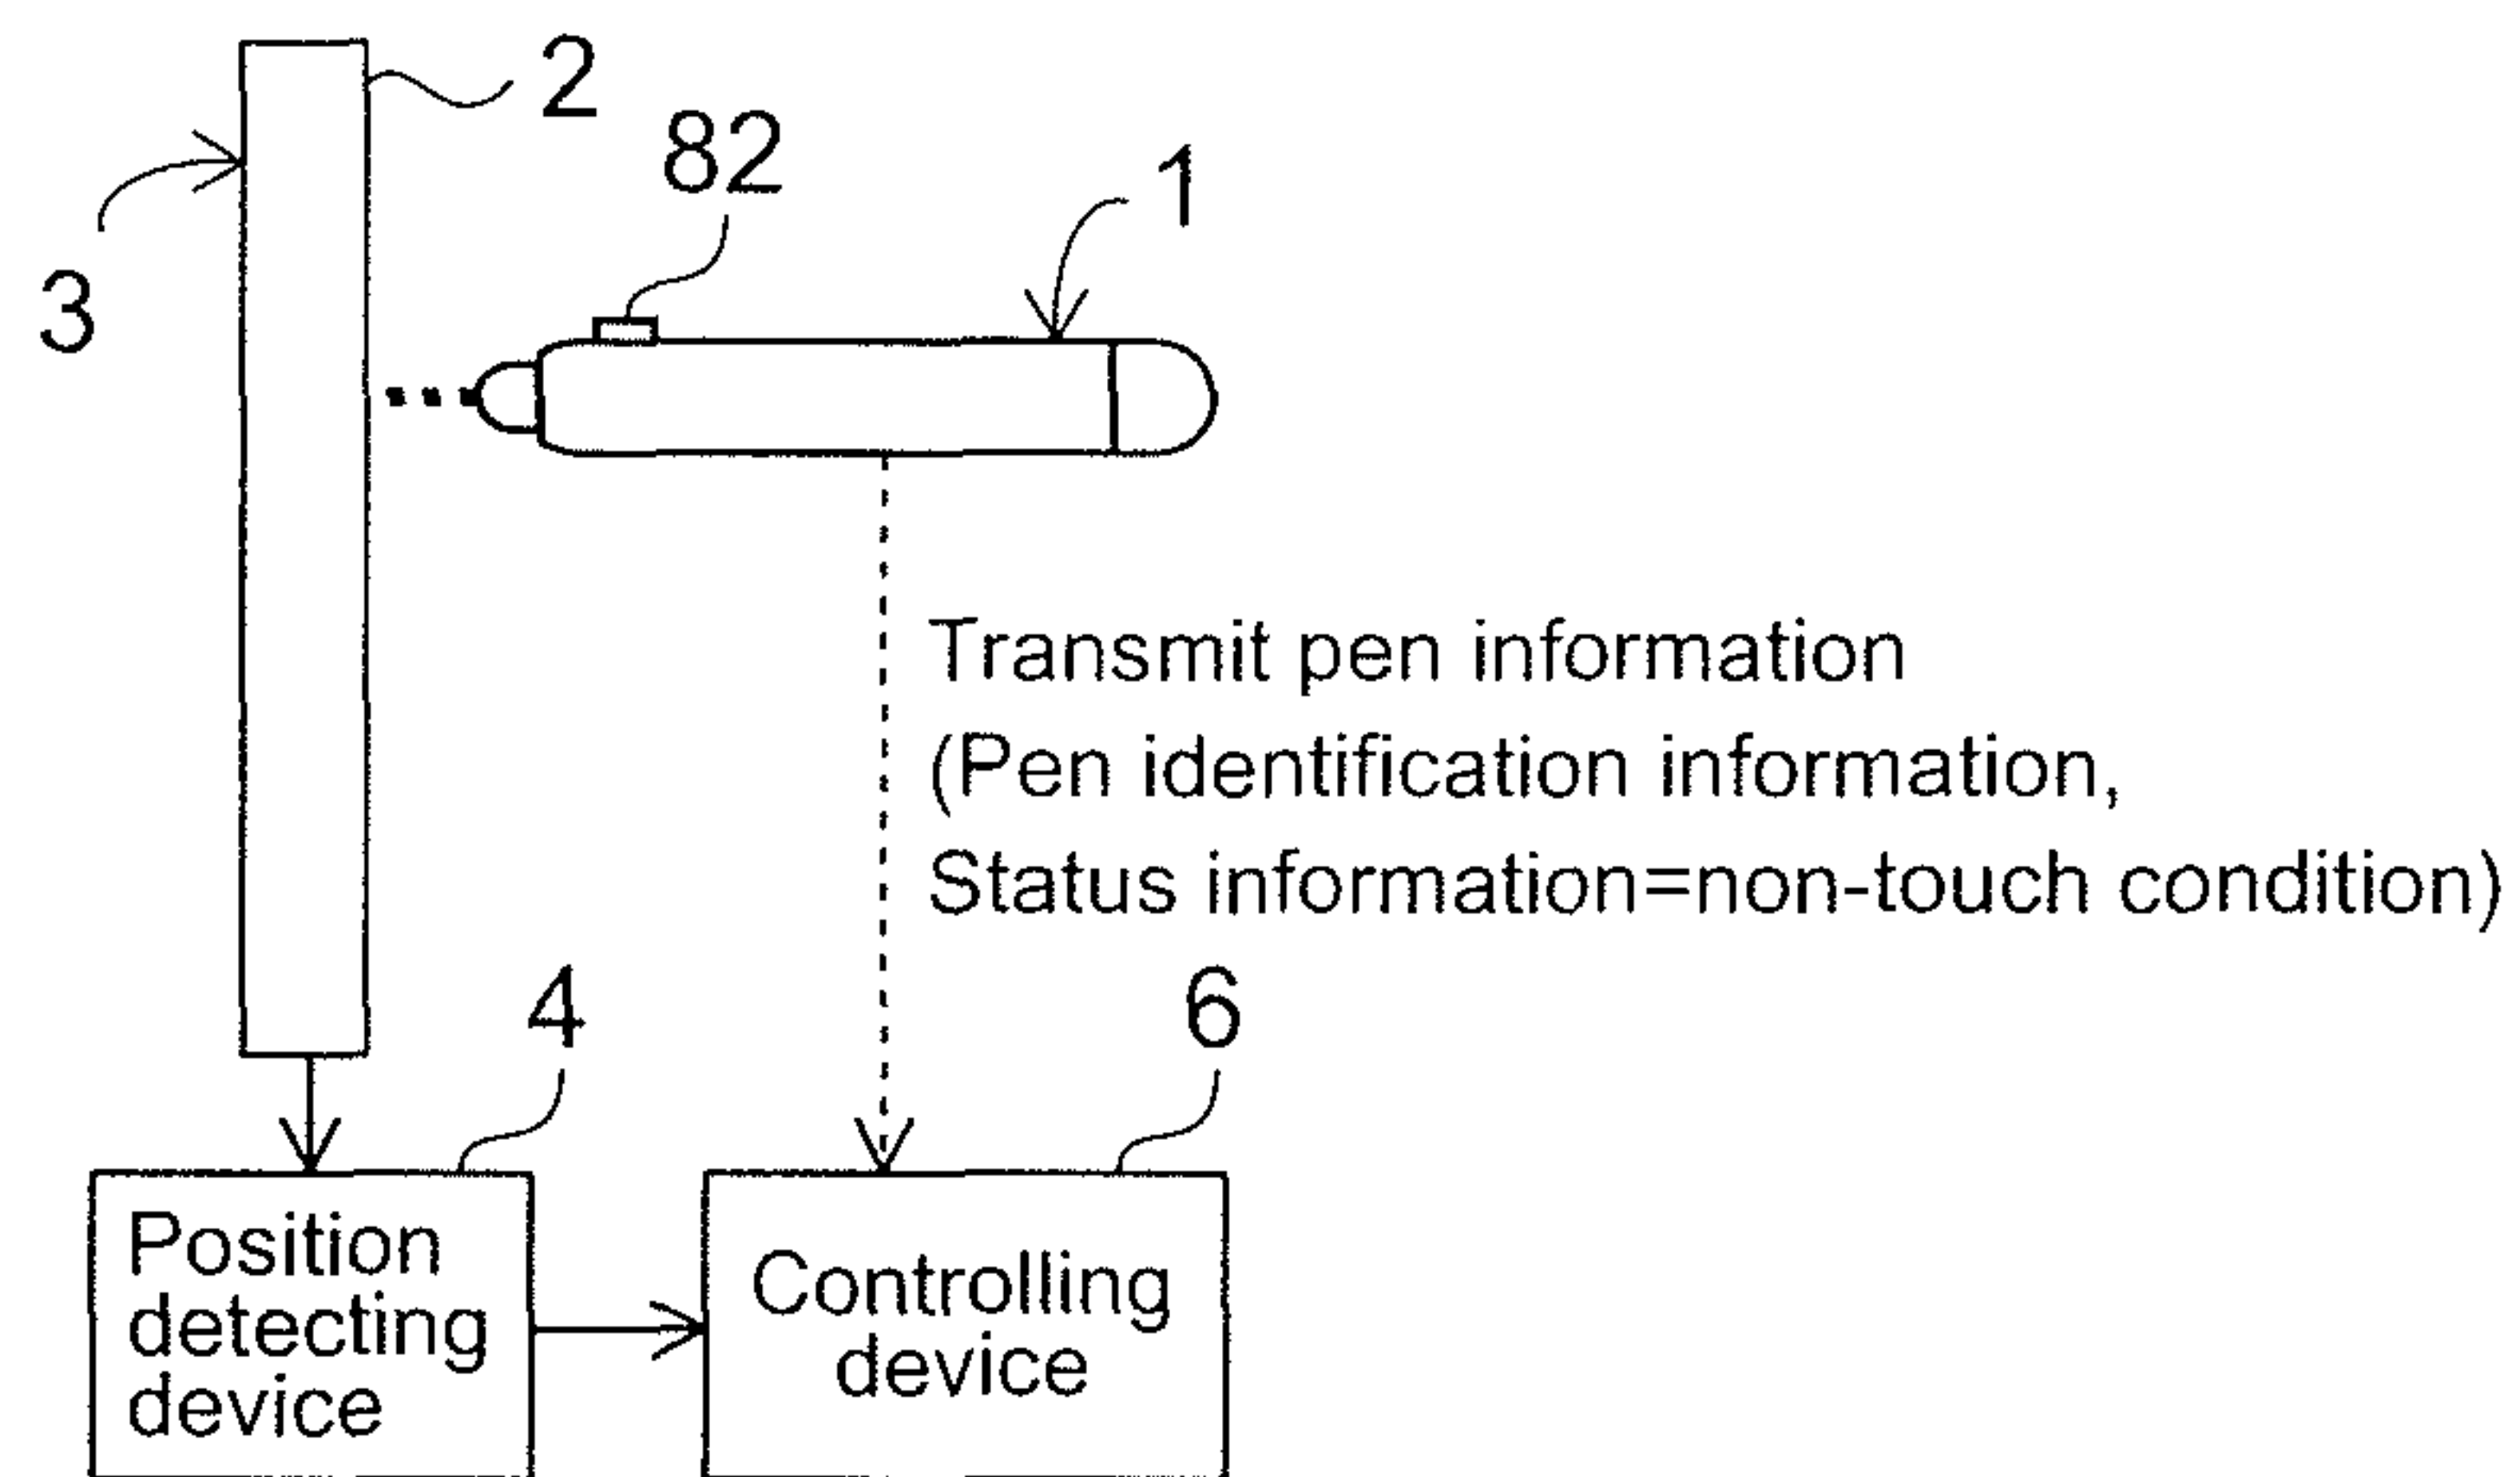 2
82
1
3
Transmit pen information
(Pen identification information,
Status information=non-touch condition)
4
6
Position
detecting
device
Controlling
device